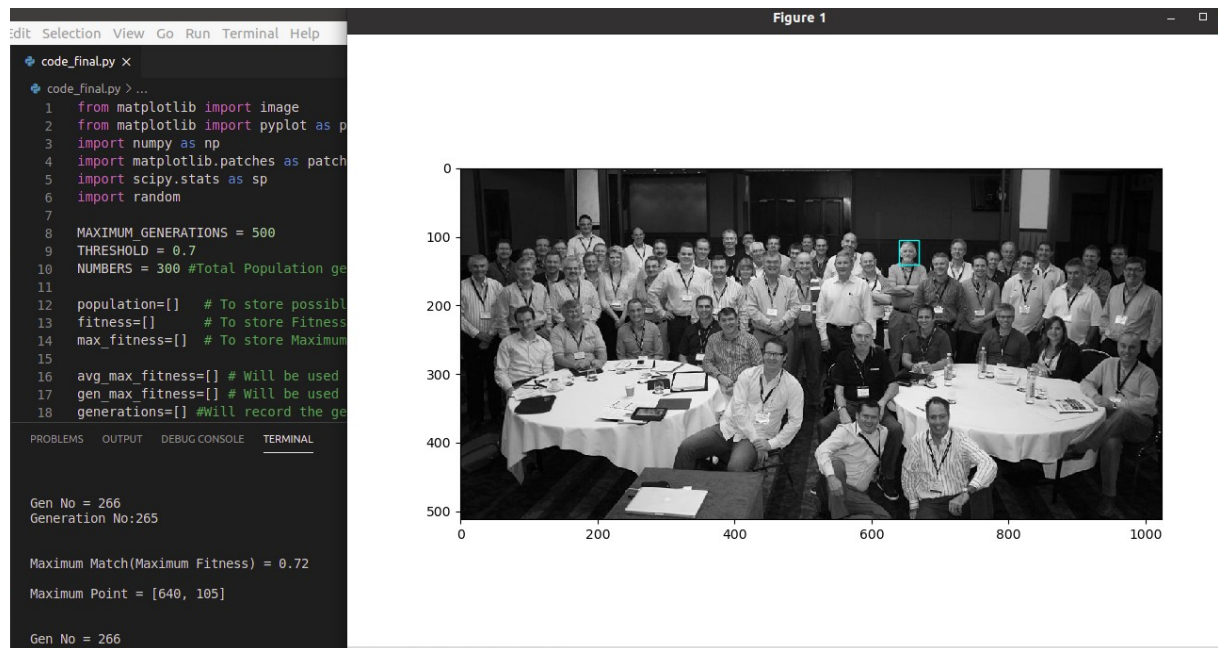 Figure 1
Edit Selection View Go Run Terminal Help
code_final.py ×
code_final.py > ...
1 from matplotlib import image
2 from matplotlib import pyplot as p
3 import numpy as np
4 import matplotlib.patches as patch
5 import scipy.stats as sp
6 import random
7
8 MAXIMUM_GENERATIONS = 500
9 THRESHOLD = 0.7
10 NUMBERS = 300 #Total Population ge
11
12 population=[] # To store possibl
13 fitness=[] # To store Fitness
14 max_fitness=[] # To store Maximum
15
16 avg_max_fitness=[] # Will be used
17 gen_max_fitness=[] # Will be used
18 generations=[] #Will record the ge
PROBLEMS OUTPUT DEBUG CONSOLE TERMINAL
Gen No = 266
Generation No:265
Maximum Match(Maximum Fitness) = 0.72
Maximum Point = [640, 105]
Gen No = 266
0
100
200
300
400
500
0 200 400 600 800 1000